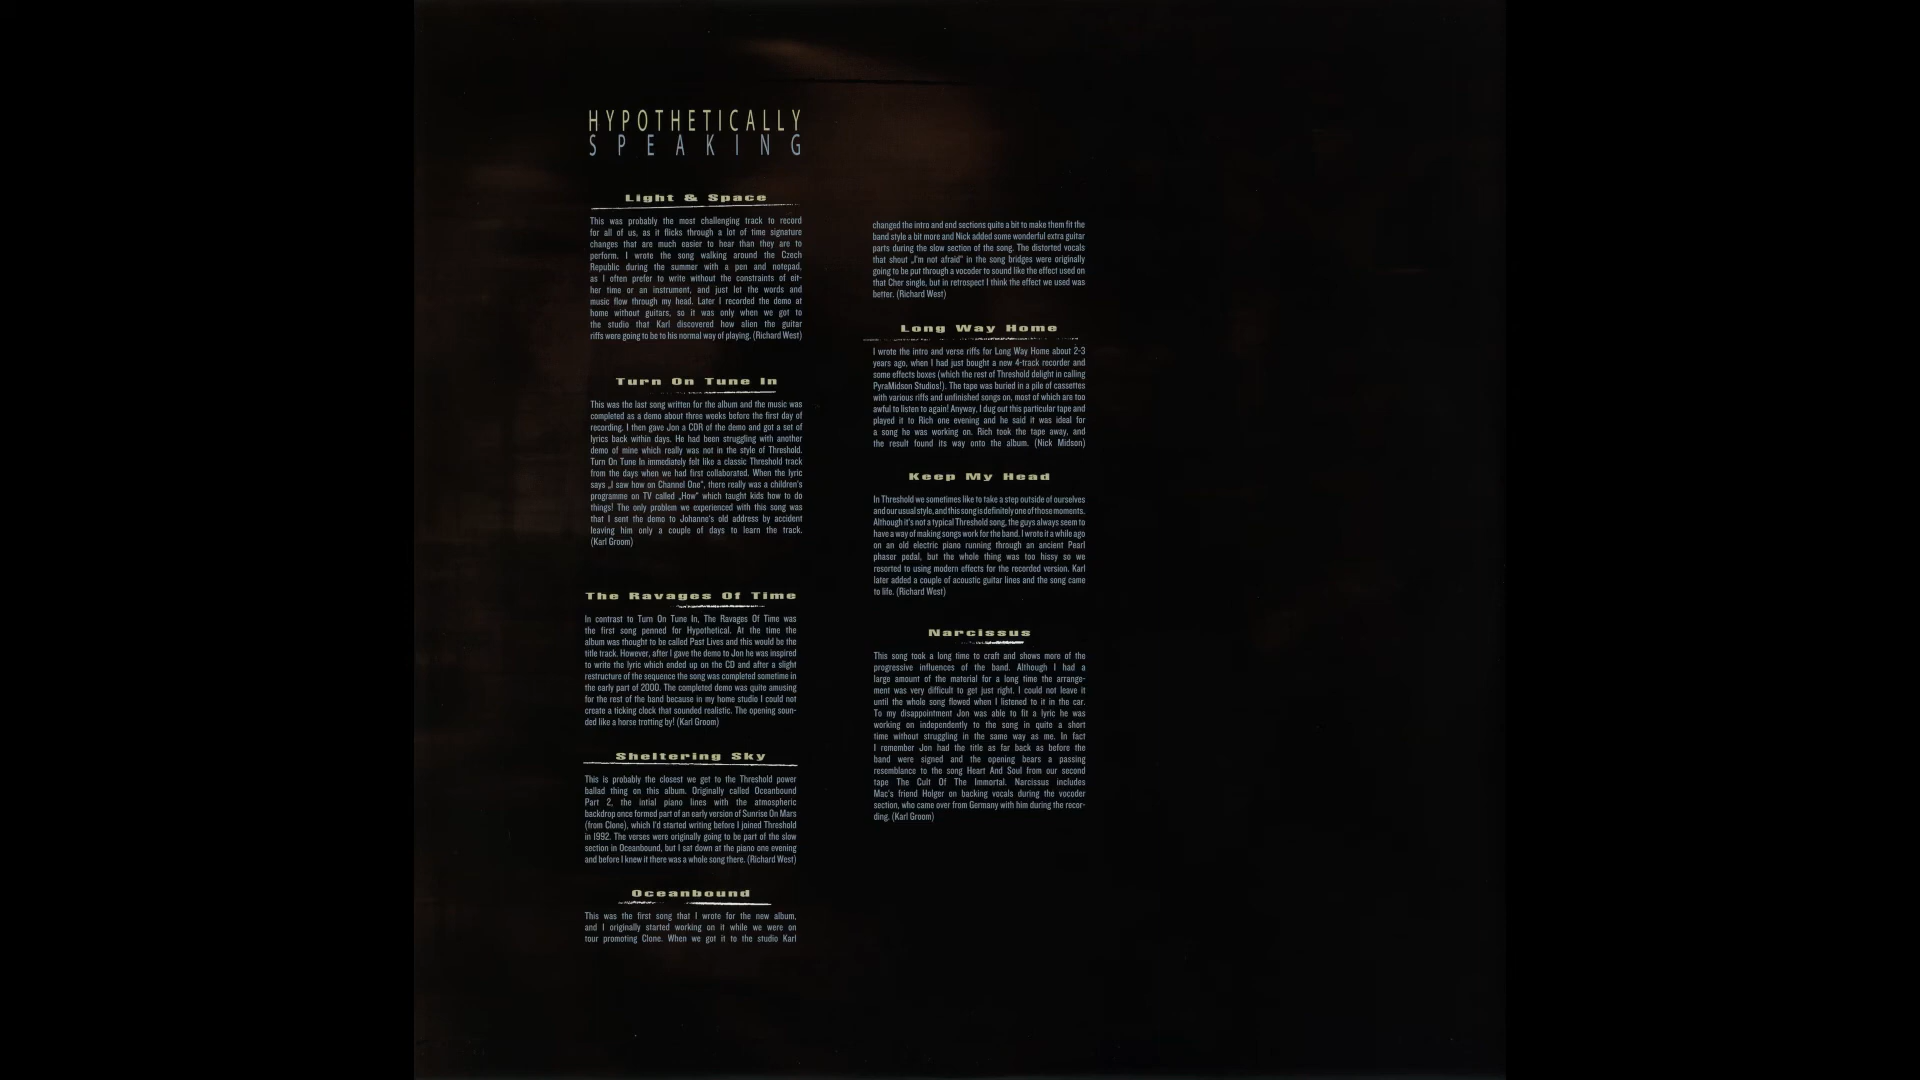 HYPOTHETICALLY
SPEAKING
Light & Space
This was probably the most challenging track to record
for all of us, as it flicks through a lot of time signature
changes that are much easier to hear than they are to
perform. I wrote the song walking around the Czech
Republic during the summer with a pen and notepad,
as I often prefer to write without the constraints of eit-
her time or an instrument, and just let the words and
music flow through my head. Later I recorded the demo at
home without guitars, so it was only when we got to
the studio that Karl discovered how alien the guitar
riffs were going to be to his normal way of playing. (Richard West)
Turn On Tune In
This was the last song written for the album and the music was
completed as a demo about three weeks before the first day of
recording. I then gave Jon a CDR of the demo and got a set of
lyrics back within days. He had been struggling with another
demo of mine which really was not in the style of Threshold.
Turn On Tune In immediately felt like a classic Threshold track
from the days when we had first collaborated. When the lyric
says „I saw how on Channel One", there really was a children's
programme on TV called „How" which taught kids how to do
things! The only problem we experienced with this song was
that I sent the demo to Johanne's old address by accident
leaving him only a couple of days to learn the track.
(Karl Groom)
The Ravages Of Time
In contrast to Turn On Tune In, The Ravages Of Time was
the first song penned for Hypothetical. At the time the
album was thought to be called Past Lives and this would be the
title track. However, after I gave the demo to Jon he was inspired
to write the lyric which ended up on the CD and after a slight
restructure of the sequence the song was completed sometime in
the early part of 2000. The completed demo was quite amusing
for the rest of the band because in my home studio I could not
create a ticking clock that sounded realistic. The opening soun-
ded like a horse trotting by! (Karl Groom)
Sheltering Sky
This is probably the closest we get to the Threshold power
ballad thing on this album. Originally called Oceanbound
Part 2, the intial piano lines with the atmospheric
backdrop once formed part of an early version of Sunrise On Mars
(from Clone), which I'd started writing before I joined Threshold
in 1992. The verses were originally going to be part of the slow
section in Oceanbound, but I sat down at the piano one evening
and before I knew it there was a whole song there. (Richard West)
Oceanbound
This was the first song that I wrote for the new album,
and I originally started working on it while we were on
tour promoting Clone. When we got it to the studio Karl
changed the intro and end sections quite a bit to make them fit the
band style a bit more and Nick added some wonderful extra guitar
parts during the slow section of the song. The distorted vocals
that shout „I'm not afraid" in the song bridges were originally
going to be put through a vocoder to sound like the effect used on
that Cher single, but in retrospect I think the effect we used was
better. (Richard West)
Long Way Home
I wrote the intro and verse riffs for Long Way Home about 2-3
years ago, when I had just bought a new 4-track recorder and
some effects boxes (which the rest of Threshold delight in calling
PyraMidson Studios!). The tape was buried in a pile of cassettes
with various riffs and unfinished songs on, most of which are too
awful to listen to again! Anyway, I dug out this particular tape and
played it to Rich one evening and he said it was ideal for
a song he was working on. Rich took the tape away, and
the result found its way onto the album. (Nick Midson)
Keep My Head
In Threshold we sometimes like to take a step outside of ourselves
and our usual style, and this song is definitely one of those moments.
Although it's not a typical Threshold song, the guys always seem to
have a way of making songs work for the band. I wrote it a while ago
on an old electric piano running through an ancient Pearl
phaser pedal, but the whole thing was too hissy so we
resorted to using modern effects for the recorded version. Karl
later added a couple of acoustic guitar lines and the song came
to life. (Richard West)
Narcissus
This song took a long time to craft and shows more of the
progressive influences of the band. Although I had a
large amount of the material for a long time the arrange-
ment was very difficult to get just right. I could not leave it
until the whole song flowed when I listened to it in the car.
To my disappointment Jon was able to fit a lyric he was
working on independently to the song in quite a short
time without struggling in the same way as me. In fact
I remember Jon had the title as far back as before the
band were signed and the opening bears a passing
resemblance to the song Heart And Soul from our second
tape The Cult Of The Immortal. Narcissus includes
Mac's friend Holger on backing vocals during the vocoder
section, who came over from Germany with him during the recor-
ding. (Karl Groom)